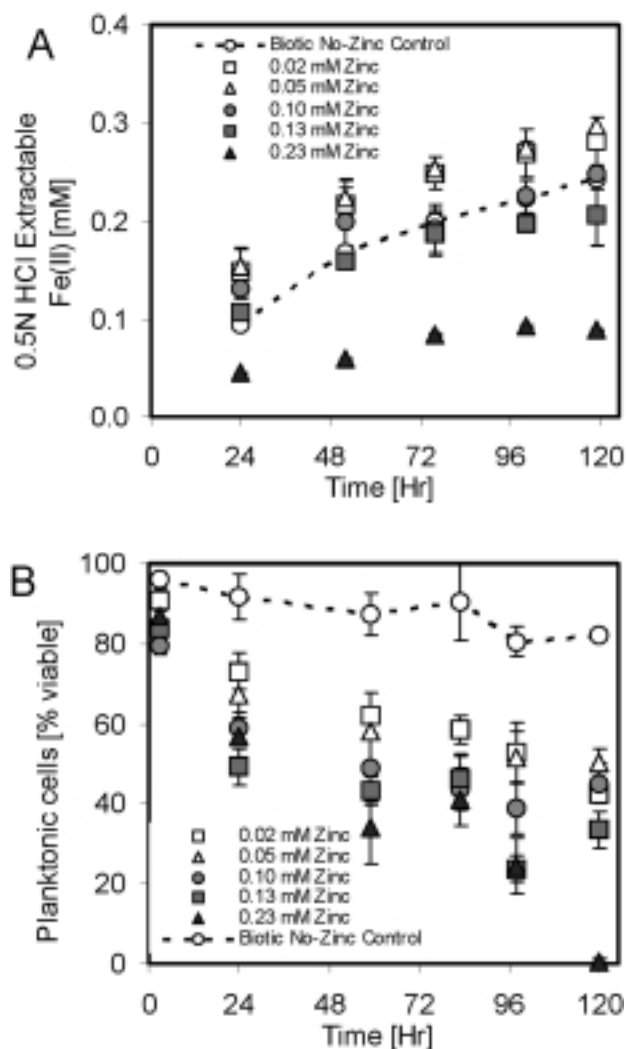 A
0.4
0.3
0.2
0.1
0.0
0.5N HCl Extractable
Fe(II) [mM]
Biotic No-Zinc Control
0.02 mM Zinc
0.05 mM Zinc
0.10 mM Zinc
0.13 mM Zinc
0.23 mM Zinc
0 24 48 72 96 120
Time [Hr]
B
100
80
60
40
20
0
Planktonic cells [% viable]
0.02 mM Zinc
0.05 mM Zinc
0.10 mM Zinc
0.13 mM Zinc
0.23 mM Zinc
Biotic No-Zinc Control
0 24 48 72 96 120
Time [Hr]